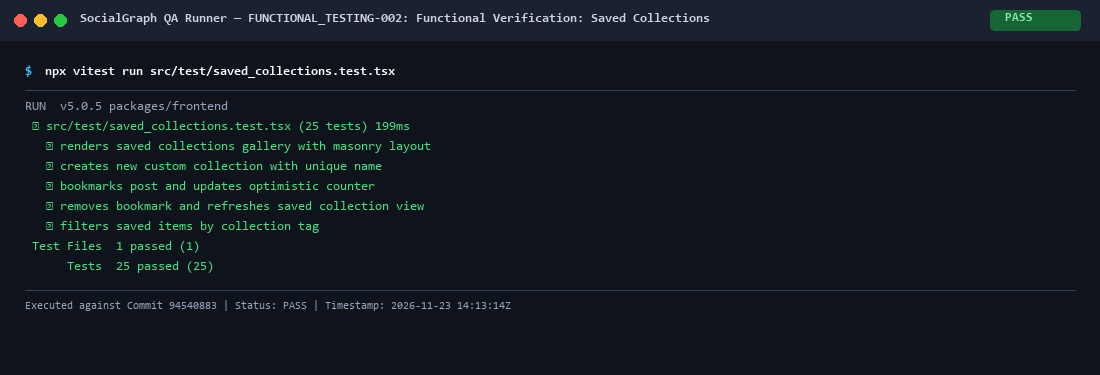 SocialGraph QA Runner — FUNCTIONAL_TESTING-002: Functional Verification: Saved Collections
PASS
$ npx vitest run src/test/saved_collections.test.tsx
RUN v5.0.5 packages/frontend
src/test/saved_collections.test.tsx (25 tests) 199ms
renders saved collections gallery with masonry layout
creates new custom collection with unique name
bookmarks post and updates optimistic counter
removes bookmark and refreshes saved collection view
filters saved items by collection tag
Test Files 1 passed (1)
Tests 25 passed (25)
Executed against Commit 94540883 | Status: PASS | Timestamp: 2026-11-23 14:13:14Z